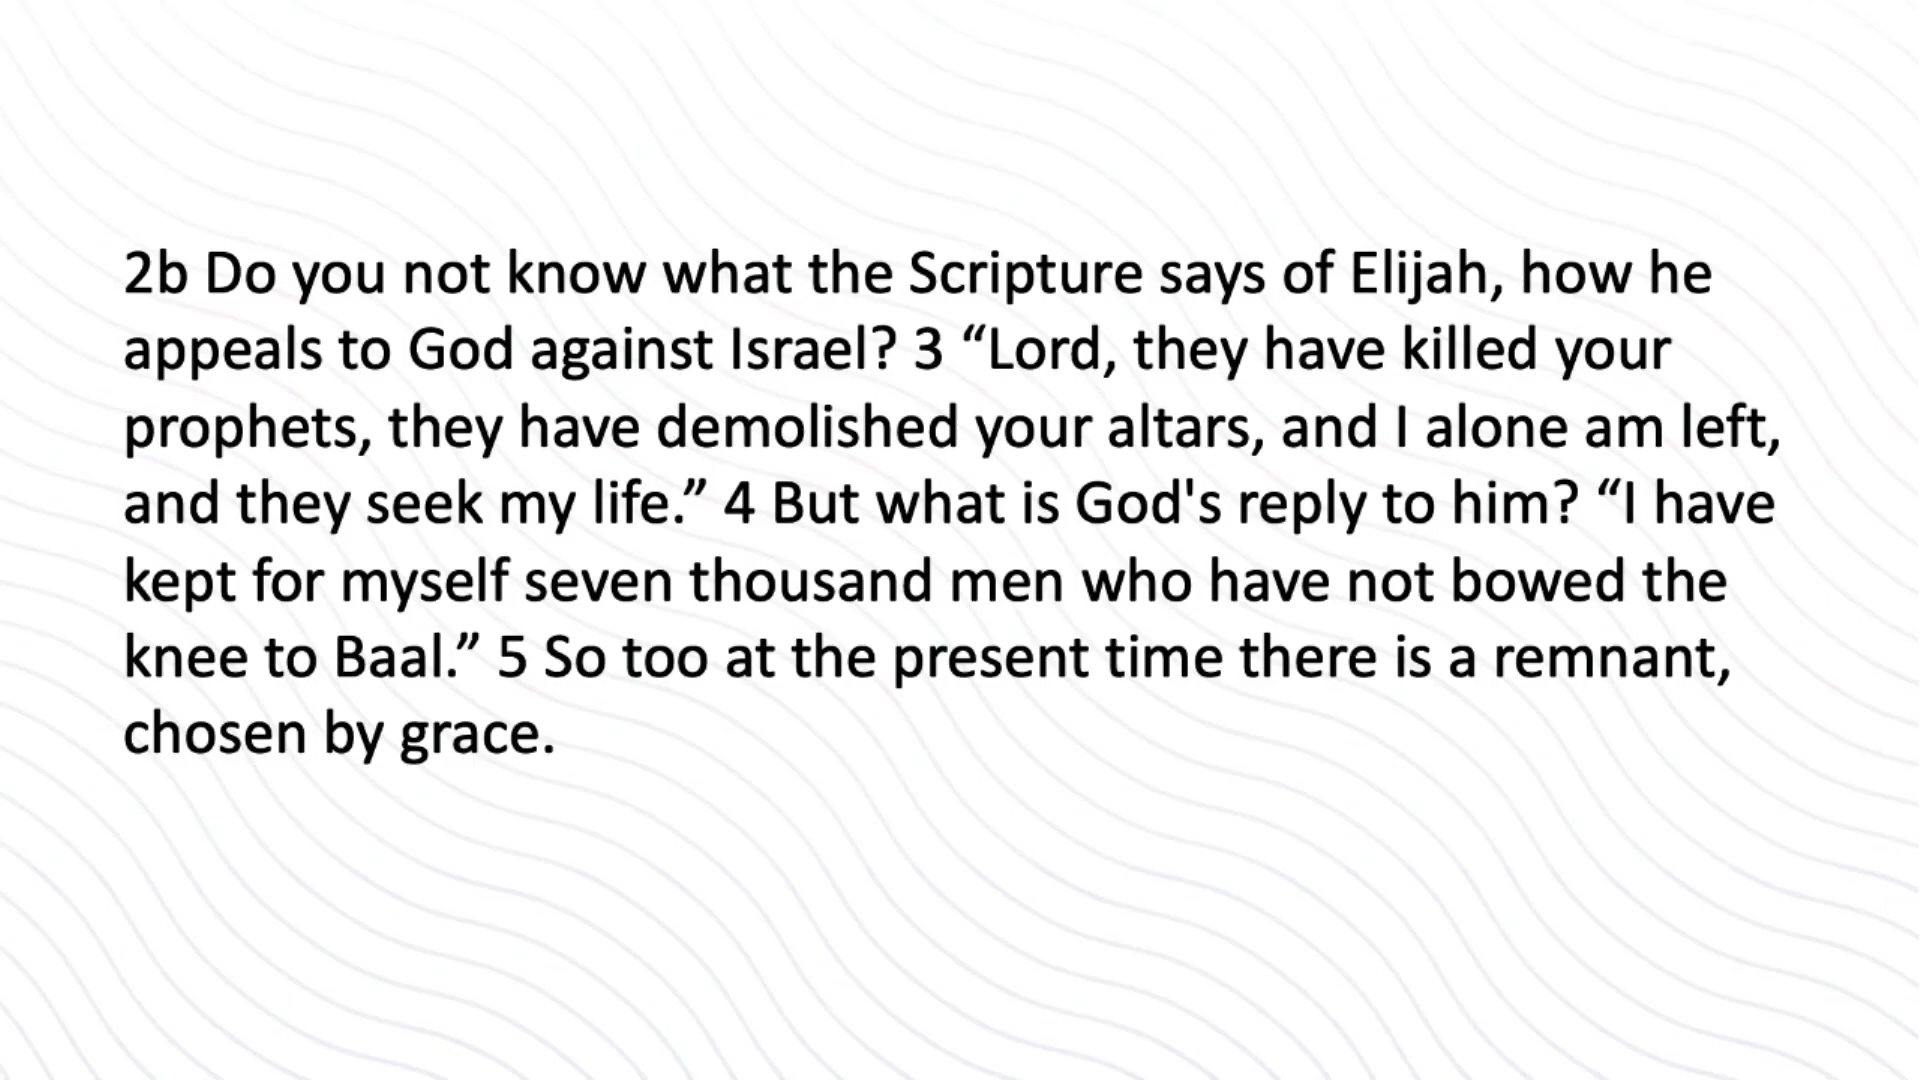 2b Do you not know what the Scripture says of Elijah, how he
appeals to God against Israel? 3 “Lord, they have killed your
prophets, they have demolished your altars, and I alone am left,
and they seek my life.” 4 But what is God's reply to him? “I have
kept for myself seven thousand men who have not bowed the
knee to Baal.” 5 So too at the present time there is a remnant,
chosen by grace.